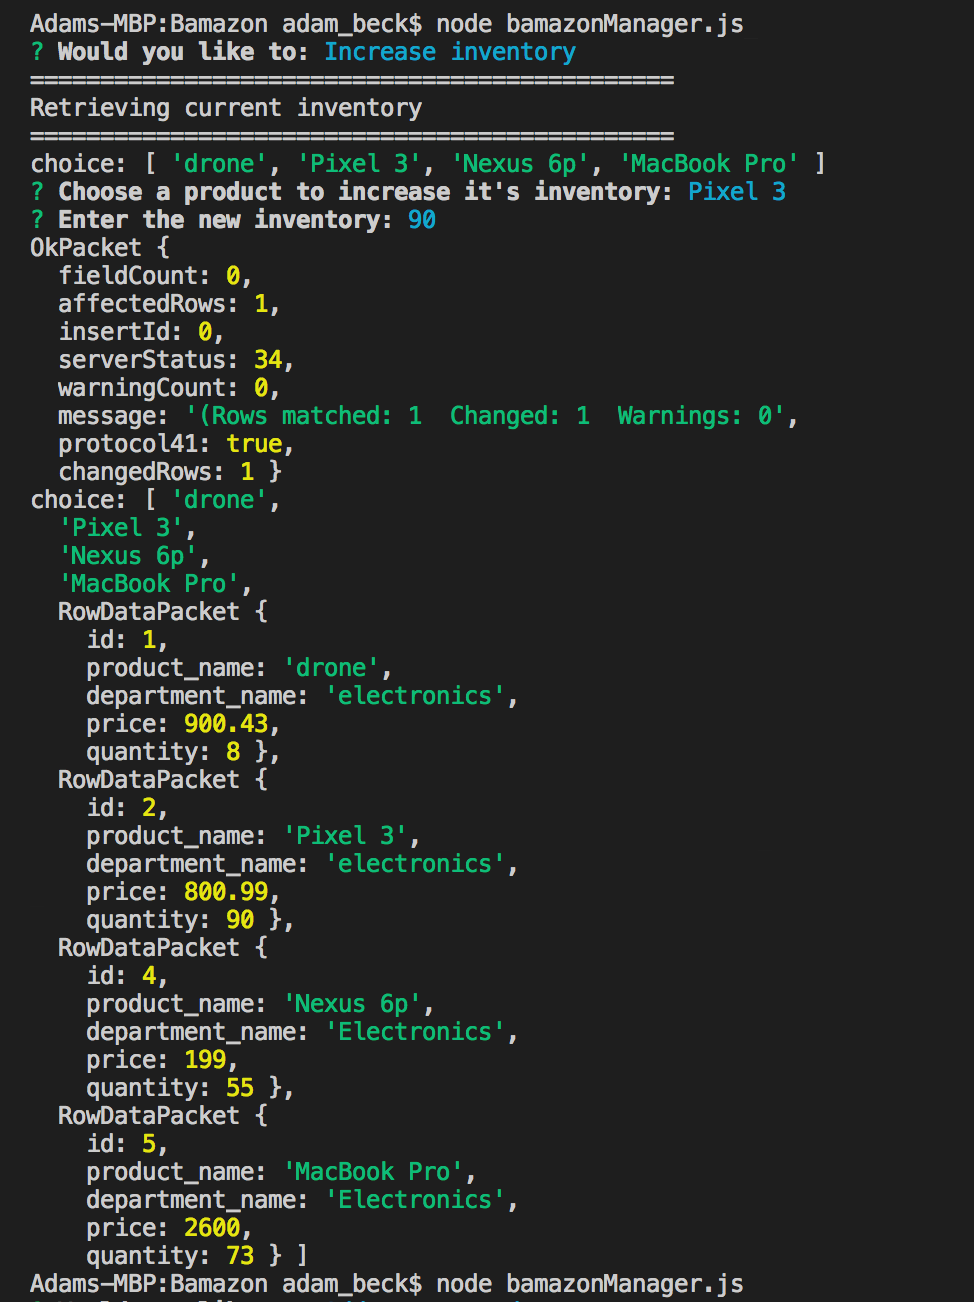 Adams-MBP:Bamazon adam_beck$ node bamazonManager.js
? Would you like to: Increase inventory
==============================================
Retrieving current inventory
==============================================
choice: [ 'drone', 'Pixel 3', 'Nexus 6p', 'MacBook Pro' ]
? Choose a product to increase it's inventory: Pixel 3
? Enter the new inventory: 90
OkPacket {
  fieldCount: 0,
  affectedRows: 1,
  insertId: 0,
  serverStatus: 34,
  warningCount: 0,
  message: '(Rows matched: 1  Changed: 1  Warnings: 0',
  protocol41: true,
  changedRows: 1 }
choice: [ 'drone',
  'Pixel 3',
  'Nexus 6p',
  'MacBook Pro',
  RowDataPacket {
    id: 1,
    product_name: 'drone',
    department_name: 'electronics',
    price: 900.43,
    quantity: 8 },
  RowDataPacket {
    id: 2,
    product_name: 'Pixel 3',
    department_name: 'electronics',
    price: 800.99,
    quantity: 90 },
  RowDataPacket {
    id: 4,
    product_name: 'Nexus 6p',
    department_name: 'Electronics',
    price: 199,
    quantity: 55 },
  RowDataPacket {
    id: 5,
    product_name: 'MacBook Pro',
    department_name: 'Electronics',
    price: 2600,
    quantity: 73 } ]
Adams-MBP:Bamazon adam_beck$ node bamazonManager.js